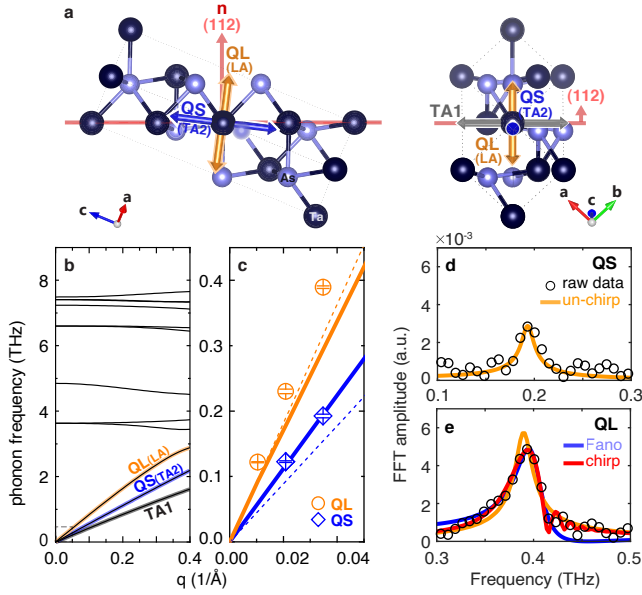 a
n
(112)
QL
(LA)
QS
(TA2)
QL
(LA)
As
Ta
c
a
QS
(TA2)
(112)
TA1
QL
(LA)
a
c
b
b
phonon frequency (THz)
8
6
4
2
0
QL(LA)
QS(TA2)
TA1
0.0
0.2
0.4
c
0.4
0.3
0.2
0.1
0.0
QL
QS
0.00
0.02
0.04
q (1/Å)
×10⁻³
d
QS
6
4
2
0
raw data
un-chirp
0.1
0.2
0.3
FFT amplitude (a.u.)
e
QL
6
4
2
0
Fano
chirp
0.3
0.4
0.5
Frequency (THz)